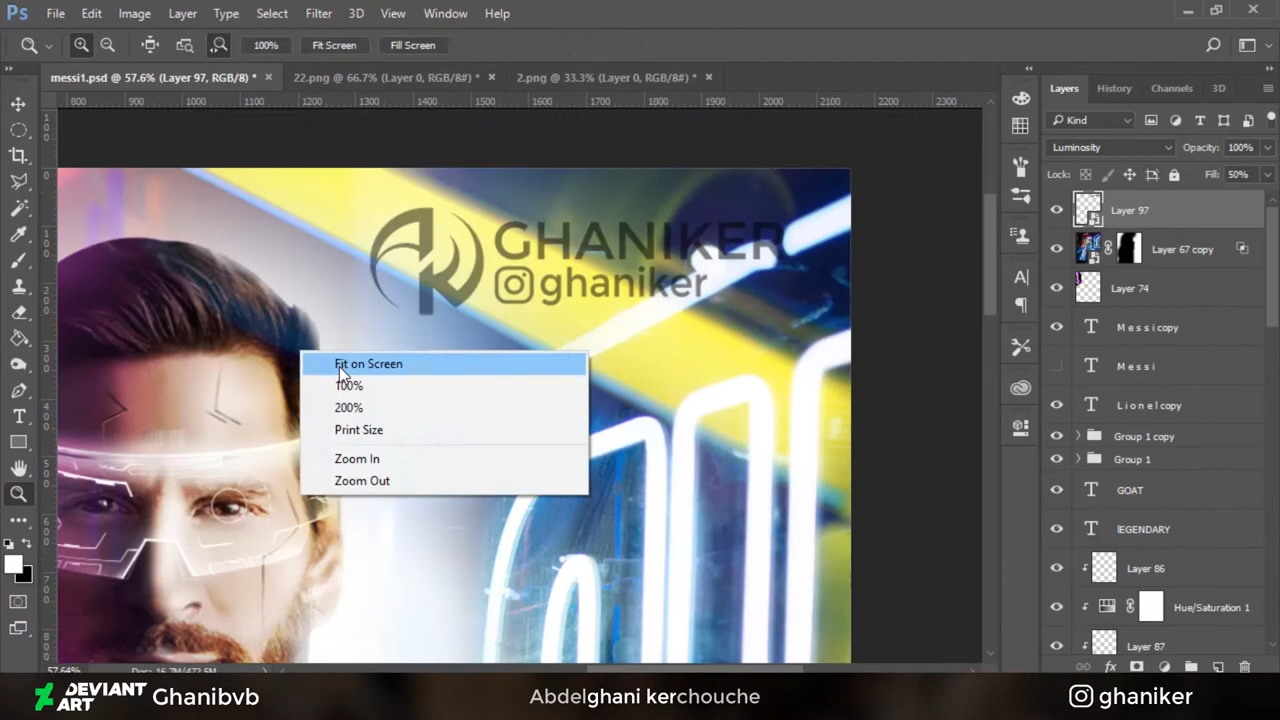 Ps File Edit Image Layer Type Select Filter 3D View Window Help
100% Fit Screen Fill Screen
messi1.psd @ 57.6% (Layer 97, RGB/8) * × 22.png @ 66.7% (Layer 0, RGB/8#) * × 2.png @ 33.3% (Layer 0, RGB/8#) * ×
800 900 1000 1100 1200 1300 1400 1500 1600 1700 1800 1900 2000 2100 2200 2300
Layers History Channels 3D
Kind
Luminosity Opacity: 100%
Lock: Fill: 50%
Layer 97
GHANIKER
ghaniker
Layer 67 copy
Layer 74
M e s s i copy
M e s s i
L i o n e l copy
Group 1 copy
Group 1
GOAT
lEGENDARY
Layer 86
Hue/Saturation 1
Layer 87
Fit on Screen
100%
200%
Print Size
Zoom In
Zoom Out
57.64% Doc: 16.7M/472.5M
DEVIANT
ART
Ghanibvb
Abdelghani kerchouche
ghaniker